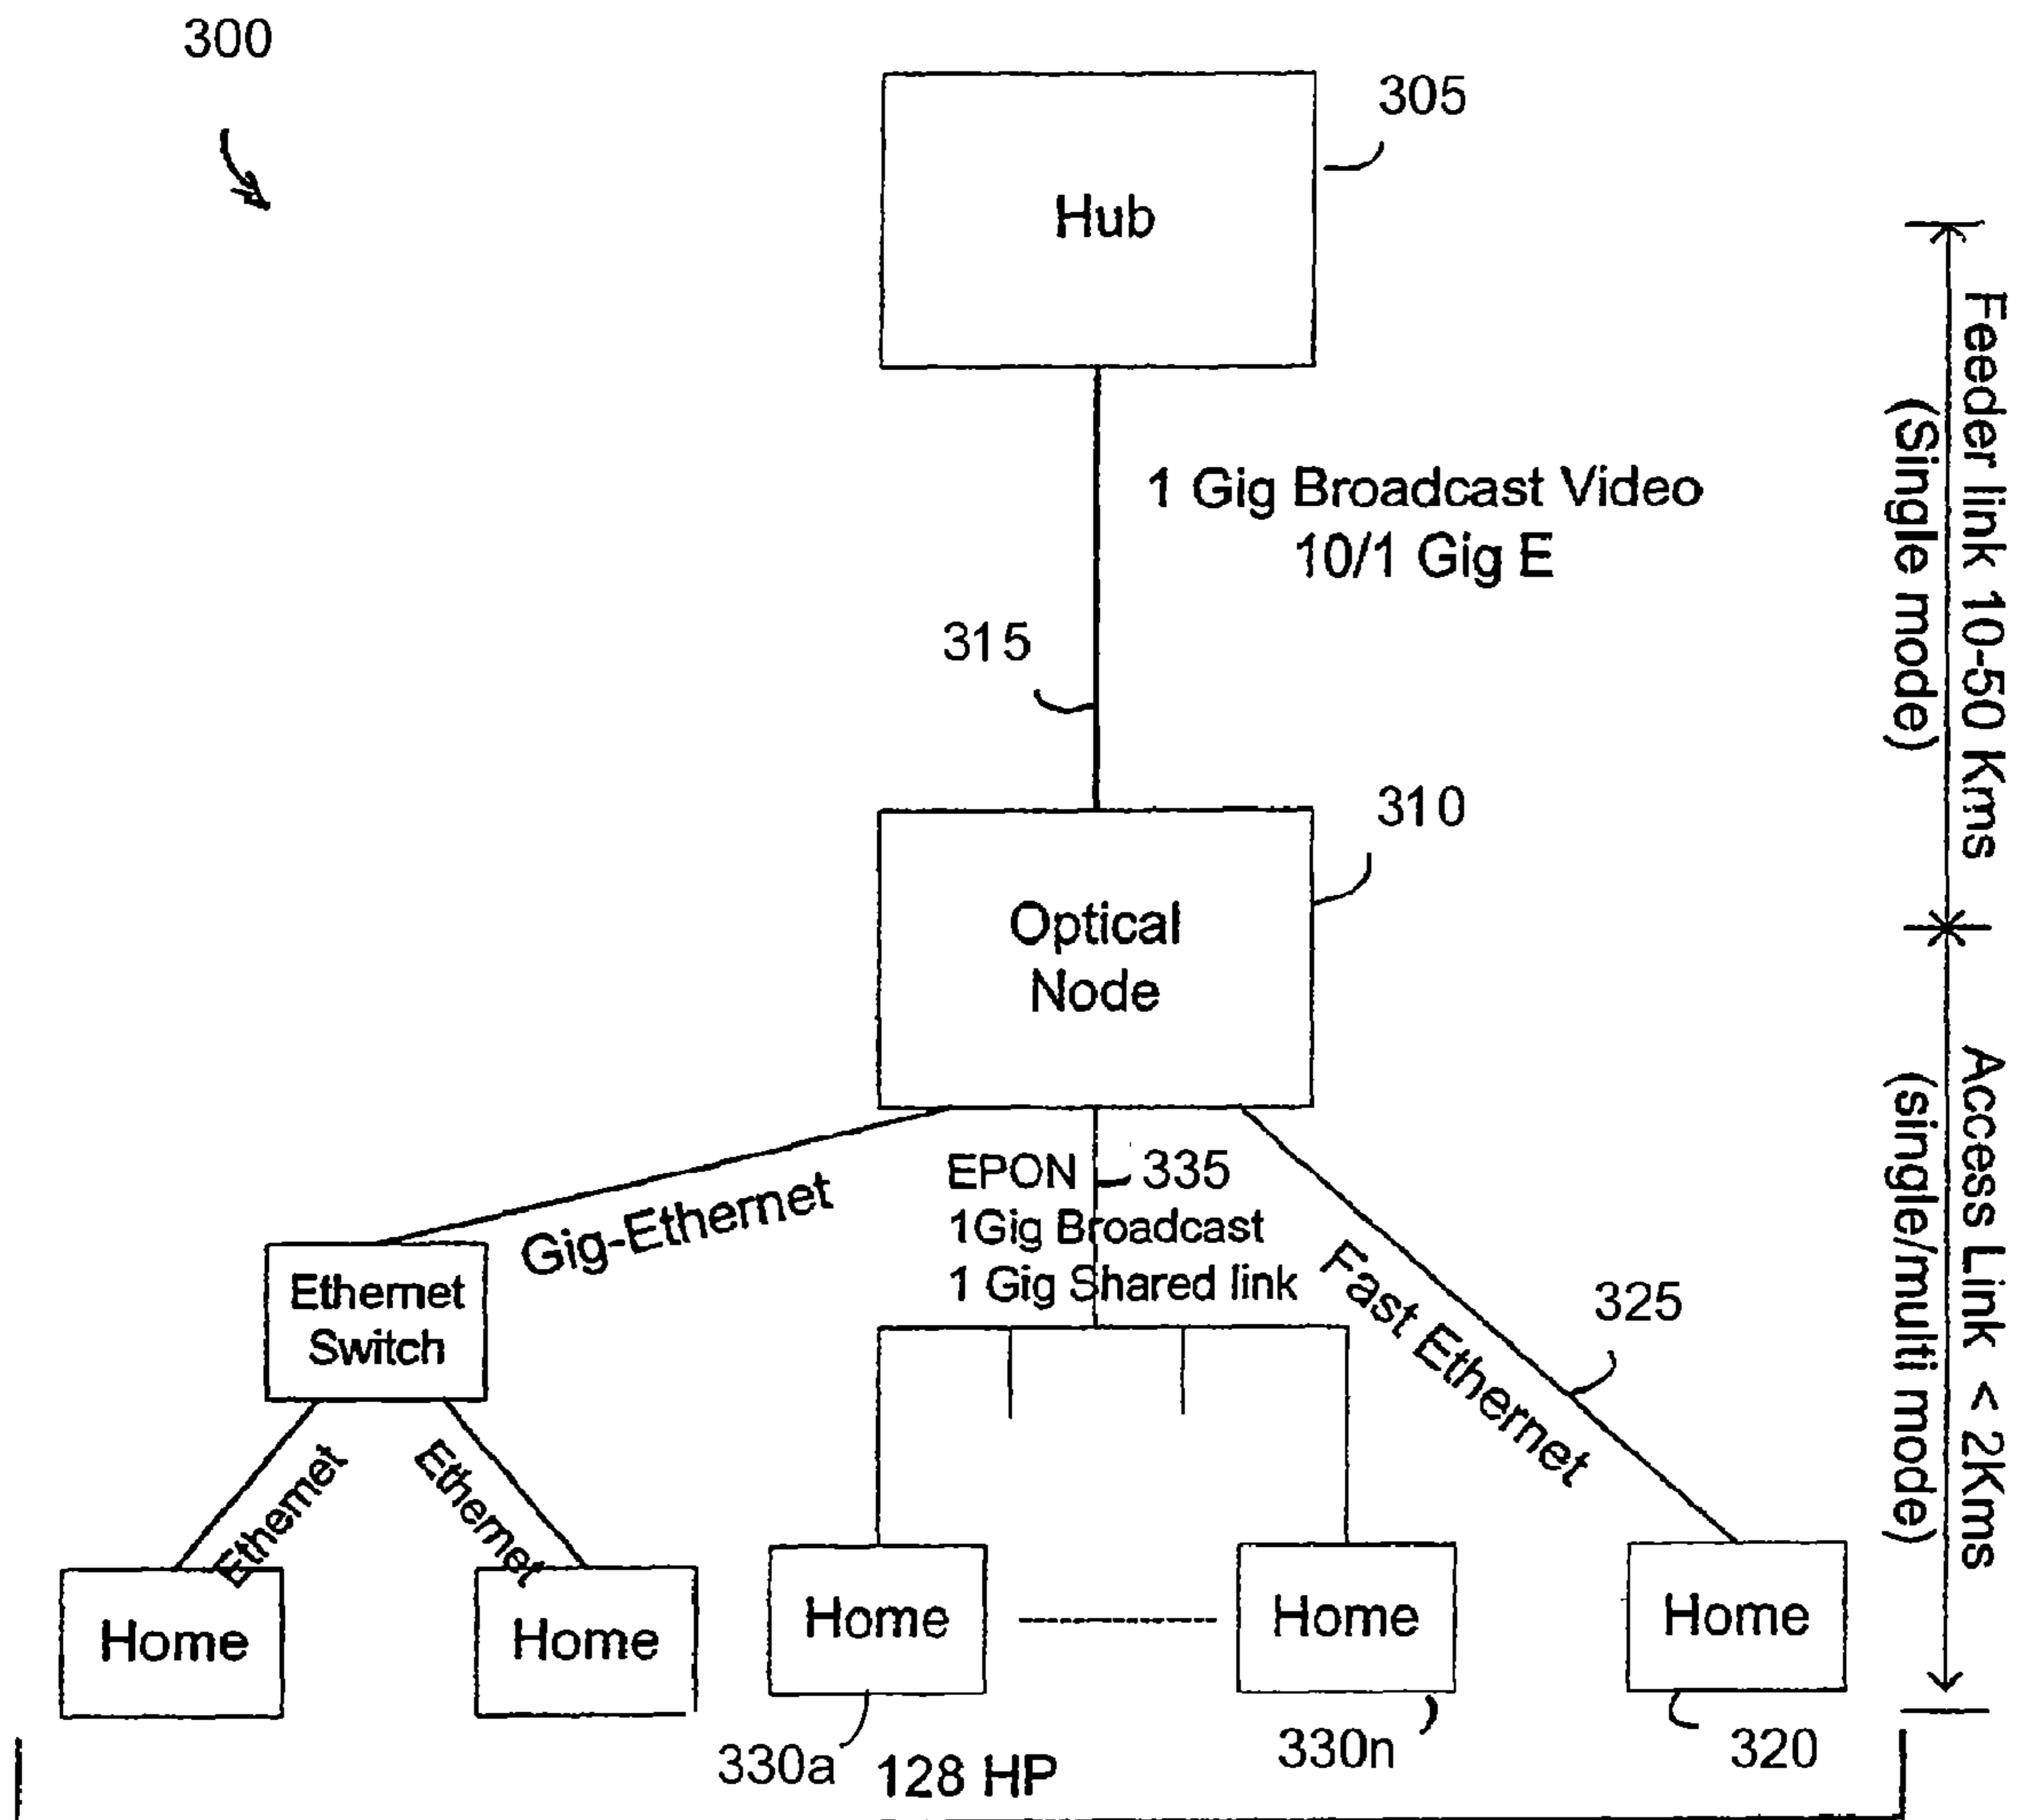 300
305
Hub
Feeder link 10-50 Kms
(Single mode)
1 Gig Broadcast Video
10/1 Gig E
315
310
Optical
Node
Access Link < 2Kms
(single/multi mode)
EPON 335
1Gig Broadcast
1 Gig Shared link
Gig-Ethernet
Fast Ethernet
325
Ethernet
Switch
Ethernet
Ethernet
Home
Home
Home
Home
Home
330a
128 HP
330n
320